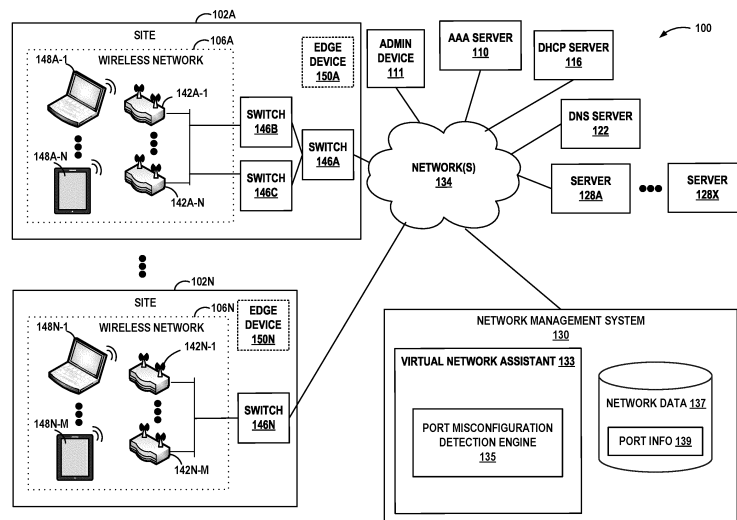 102A
SITE
106A
WIRELESS NETWORK
148A-1
142A-1
148A-N
142A-N
EDGE
DEVICE
150A
SWITCH
146B
SWITCH
146A
SWITCH
146C
ADMIN
DEVICE
111
AAA SERVER
110
DHCP SERVER
116
100
DNS SERVER
122
NETWORK(S)
134
SERVER
128A
SERVER
128X
102N
SITE
106N
WIRELESS NETWORK
148N-1
142N-1
148N-M
142N-M
EDGE
DEVICE
150N
SWITCH
146N
NETWORK MANAGEMENT SYSTEM
130
VIRTUAL NETWORK ASSISTANT 133
PORT MISCONFIGURATION
DETECTION ENGINE
135
NETWORK DATA 137
PORT INFO 139